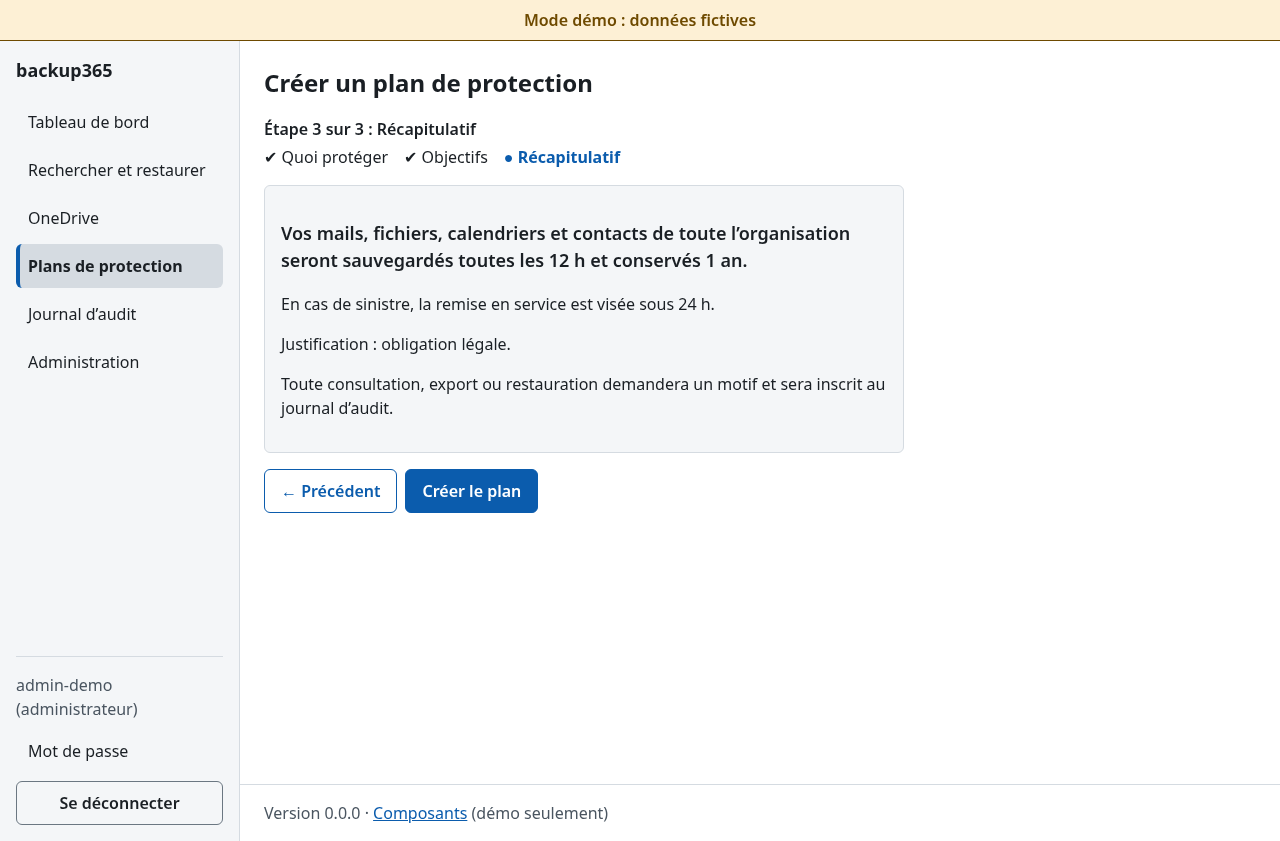 Mode démo : données fictives
backup365
Tableau de bord
Rechercher et restaurer
OneDrive
Plans de protection
Journal d’audit
Administration
admin-demo
(administrateur)
Mot de passe
Se déconnecter
Créer un plan de protection
Étape 3 sur 3 : Récapitulatif
✔ Quoi protéger ✔ Objectifs ● Récapitulatif
Vos mails, fichiers, calendriers et contacts de toute l’organisation
seront sauvegardés toutes les 12 h et conservés 1 an.
En cas de sinistre, la remise en service est visée sous 24 h.
Justification : obligation légale.
Toute consultation, export ou restauration demandera un motif et sera inscrit au
journal d’audit.
← Précédent
Créer le plan
Version 0.0.0 · Composants (démo seulement)